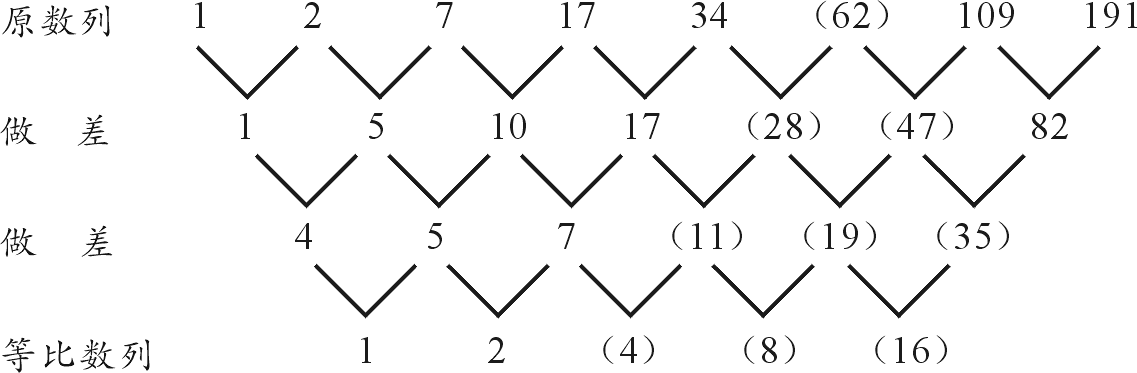 原数列 1 2 7 17 34 （62） 109 191
做 差 1 5 10 17 （28） （47） 82
做 差 4 5 7 （11） （19） （35）
等比数列 1 2 （4） （8） （16）